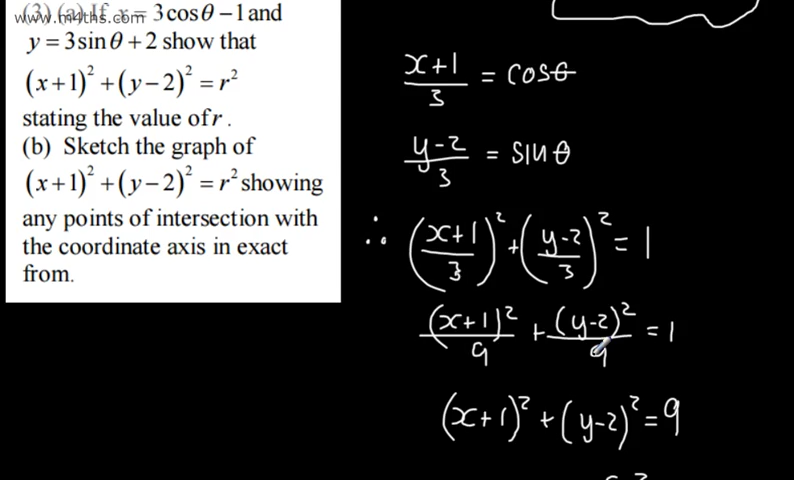 www.m4ths.com
(3) (a) If x = 3cosθ − 1 and
y = 3sinθ + 2 show that
(x+1)² + (y−2)² = r²
stating the value of r .
(b) Sketch the graph of
(x+1)² + (y−2)² = r² showing
any points of intersection with
the coordinate axis in exact
from.
(x+1)/3 = cosθ
(y-2)/3 = sinθ
∴ ((x+1)/3)² + ((y-2)/3)² = 1
(x+1)²/9 + (y-2)²/9 = 1
(x+1)² + (y-2)² = 9